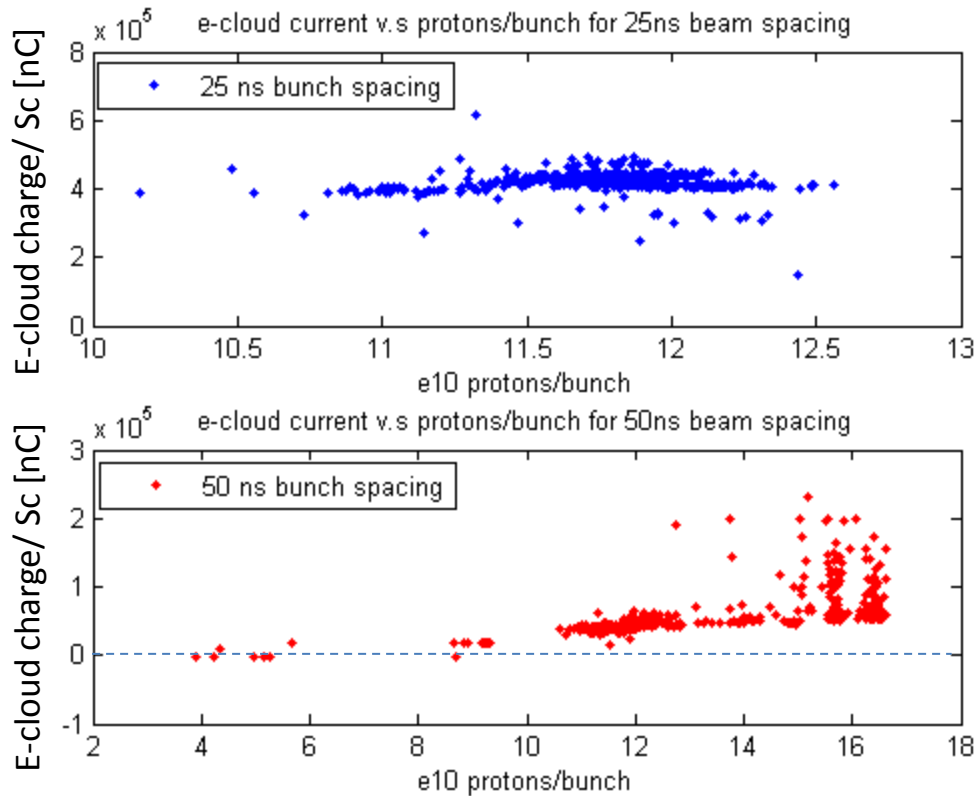 x 10^5 e-cloud current v.s protons/bunch for 25ns beam spacing
E-cloud charge/ Sc [nC]
25 ns bunch spacing
8
6
4
2
0
10 10.5 11 11.5 12 12.5 13
e10 protons/bunch
x 10^5 e-cloud current v.s protons/bunch for 50ns beam spacing
E-cloud charge/ Sc [nC]
50 ns bunch spacing
3
2
1
0
-1
2 4 6 8 10 12 14 16 18
e10 protons/bunch